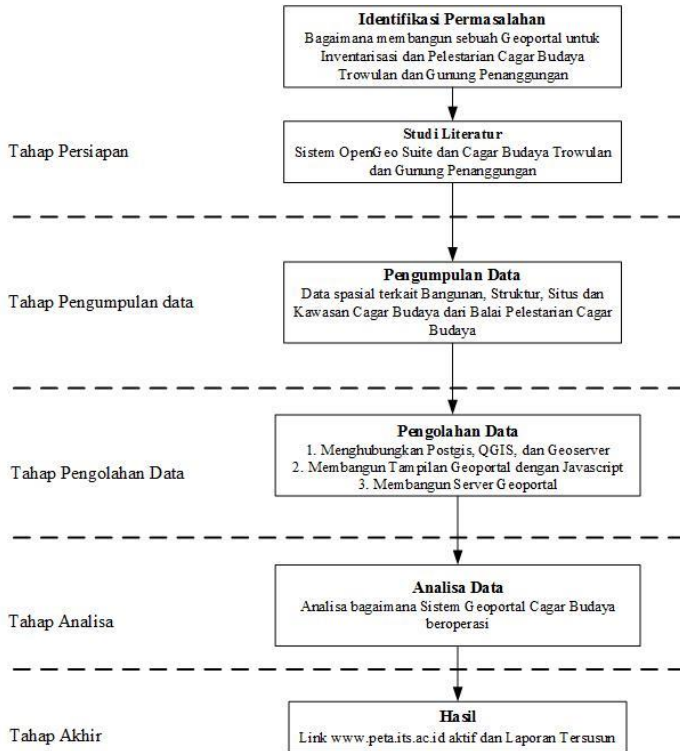 Identifikasi Permasalahan
Bagaimana membangun sebuah Geoportal untuk
Inventarisasi dan Pelestarian Cagar Budaya
Trowulan dan Gunung Penanggungan
Tahap Persiapan
Studi Literatur
Sistem OpenGeo Suite dan Cagar Budaya Trowulan
dan Gunung Penanggungan
Tahap Pengumpulan data
Pengumpulan Data
Data spasial terkait Bangunan, Struktur, Situs dan
Kawasan Cagar Budaya dari Balai Pelestarian Cagar
Budaya
Tahap Pengolahan Data
Pengolahan Data
1. Menghubungkan Postgis, QGIS, dan Geoserver
2. Membangun Tampilan Geoportal dengan Javascript
3. Membangun Server Geoportal
Tahap Analisa
Analisa Data
Analisa bagaimana Sistem Geoportal Cagar Budaya
beroperasi
Tahap Akhir
Hasil
Link www.peta.its.ac.id aktif dan Laporan Tersusun